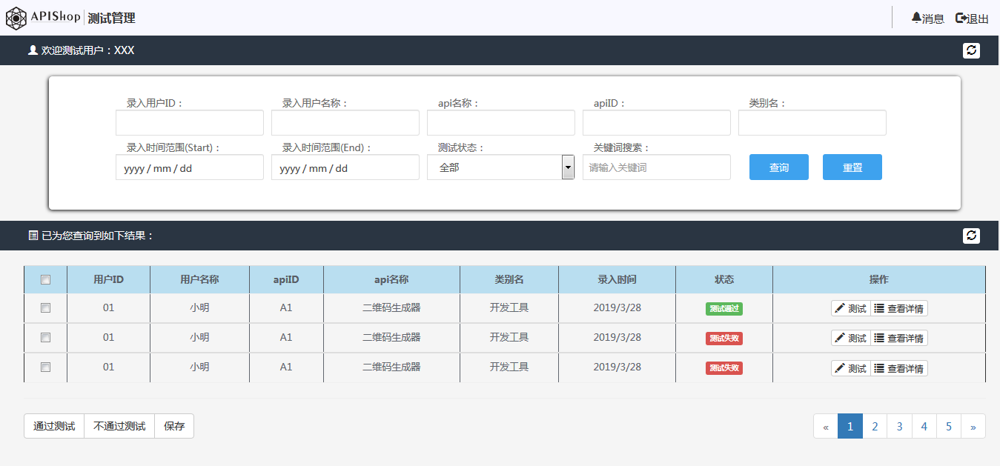 APIShop 测试管理 消息 退出
欢迎测试用户：XXX
录入用户ID： 录入用户名称： api名称： apiID： 类别名：
录入时间范围(Start)： 录入时间范围(End)： 测试状态： 关键词搜索：
yyyy / mm / dd yyyy / mm / dd 全部 请输入关键词 查询 重置
已为您查询到如下结果：
用户ID 用户名称 apiID api名称 类别名 录入时间 状态 操作
01 小明 A1 二维码生成器 开发工具 2019/3/28 测试通过 测试 查看详情
01 小明 A1 二维码生成器 开发工具 2019/3/28 测试失败 测试 查看详情
01 小明 A1 二维码生成器 开发工具 2019/3/28 测试失败 测试 查看详情
通过测试 不通过测试 保存 « 1 2 3 4 5 »